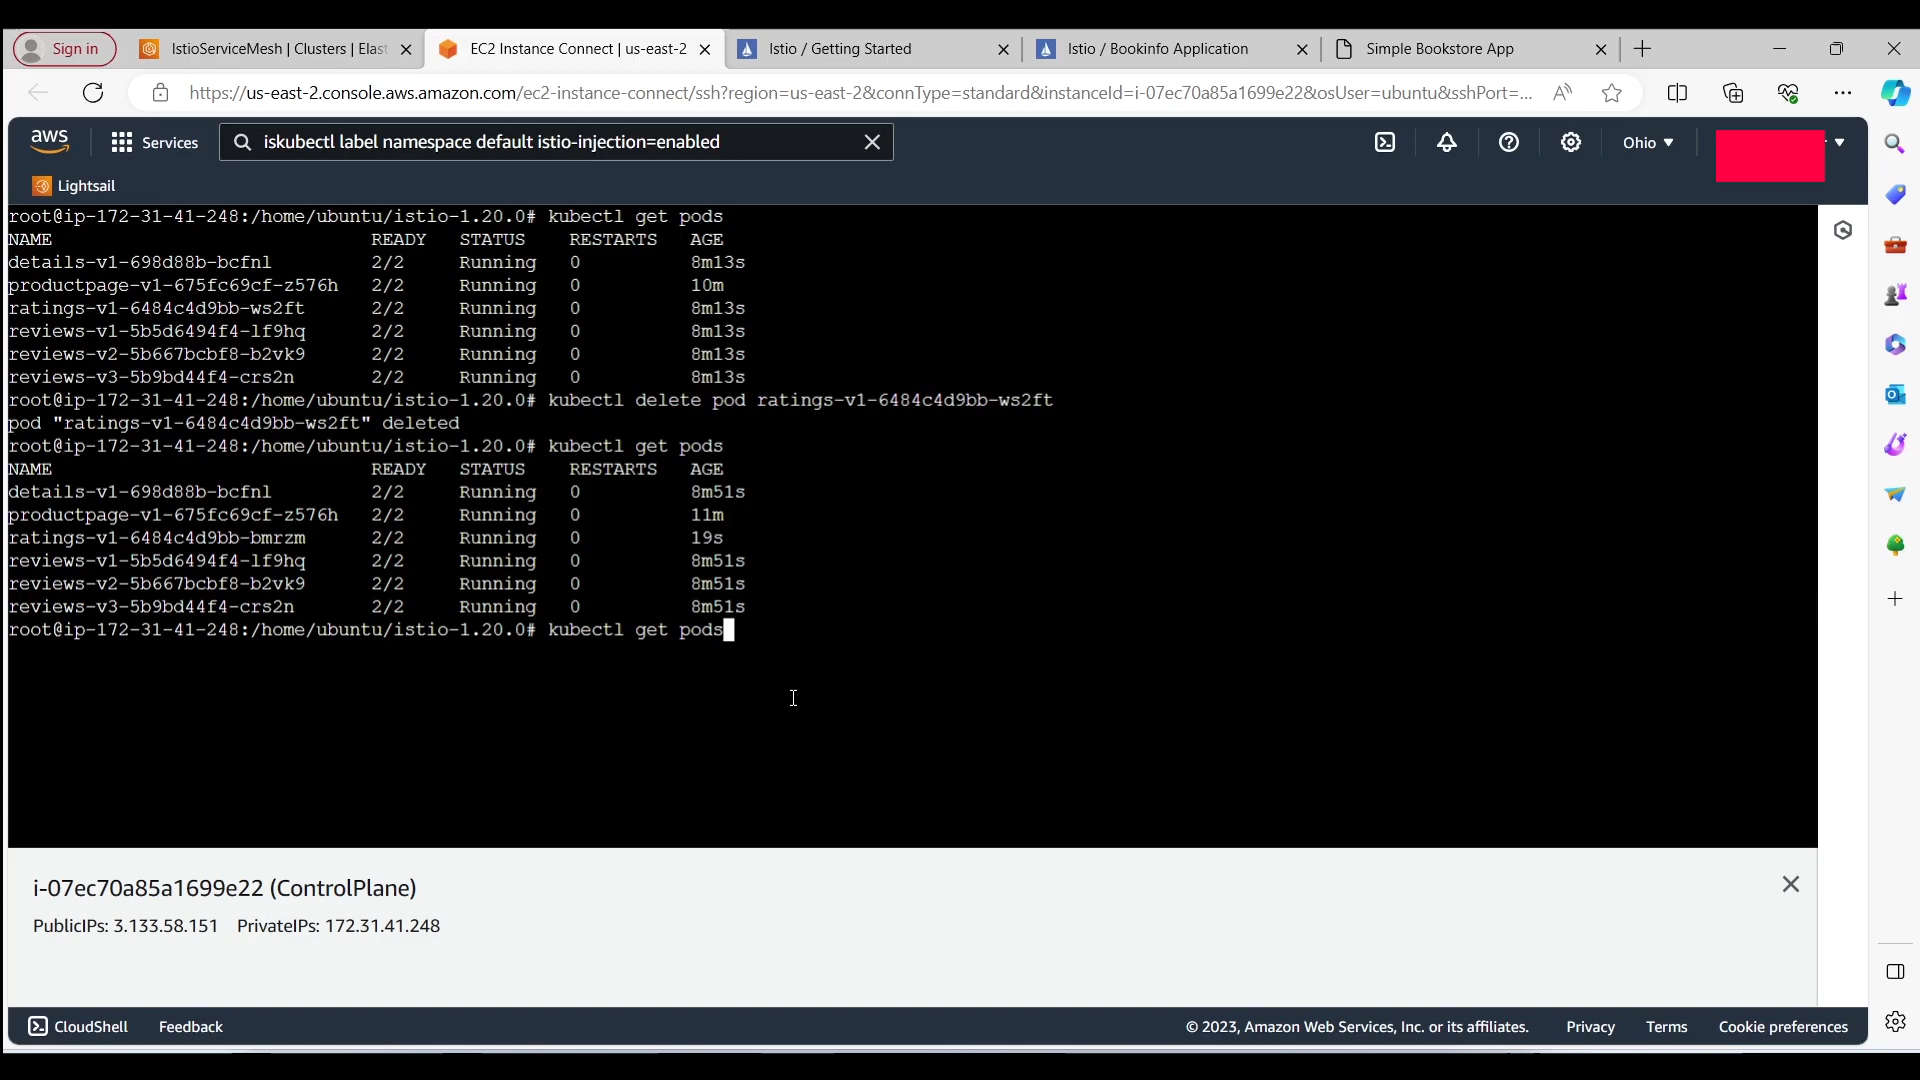 Sign in
IstioServiceMesh | Clusters | Elast
EC2 Instance Connect | us-east-2
Istio / Getting Started
Istio / Bookinfo Application
Simple Bookstore App
https://us-east-2.console.aws.amazon.com/ec2-instance-connect/ssh?region=us-east-2&connType=standard&instanceId=i-07ec70a85a1699e22&osUser=ubuntu&sshPort=...
aws
Services
iskubectl label namespace default istio-injection=enabled
Ohio
Lightsail
root@ip-172-31-41-248:/home/ubuntu/istio-1.20.0# kubectl get pods
NAME READY STATUS RESTARTS AGE
details-v1-698d88b-bcfnl 2/2 Running 0 8m13s
productpage-v1-675fc69cf-z576h 2/2 Running 0 10m
ratings-v1-6484c4d9bb-ws2ft 2/2 Running 0 8m13s
reviews-v1-5b5d6494f4-lf9hq 2/2 Running 0 8m13s
reviews-v2-5b667bcbf8-b2vk9 2/2 Running 0 8m13s
reviews-v3-5b9bd44f4-crs2n 2/2 Running 0 8m13s
root@ip-172-31-41-248:/home/ubuntu/istio-1.20.0# kubectl delete pod ratings-v1-6484c4d9bb-ws2ft
pod "ratings-v1-6484c4d9bb-ws2ft" deleted
root@ip-172-31-41-248:/home/ubuntu/istio-1.20.0# kubectl get pods
NAME READY STATUS RESTARTS AGE
details-v1-698d88b-bcfnl 2/2 Running 0 8m51s
productpage-v1-675fc69cf-z576h 2/2 Running 0 11m
ratings-v1-6484c4d9bb-bmrzm 2/2 Running 0 19s
reviews-v1-5b5d6494f4-lf9hq 2/2 Running 0 8m51s
reviews-v2-5b667bcbf8-b2vk9 2/2 Running 0 8m51s
reviews-v3-5b9bd44f4-crs2n 2/2 Running 0 8m51s
root@ip-172-31-41-248:/home/ubuntu/istio-1.20.0# kubectl get pods
i-07ec70a85a1699e22 (ControlPlane)
PublicIPs: 3.133.58.151 PrivateIPs: 172.31.41.248
CloudShell
Feedback
© 2023, Amazon Web Services, Inc. or its affiliates.
Privacy
Terms
Cookie preferences